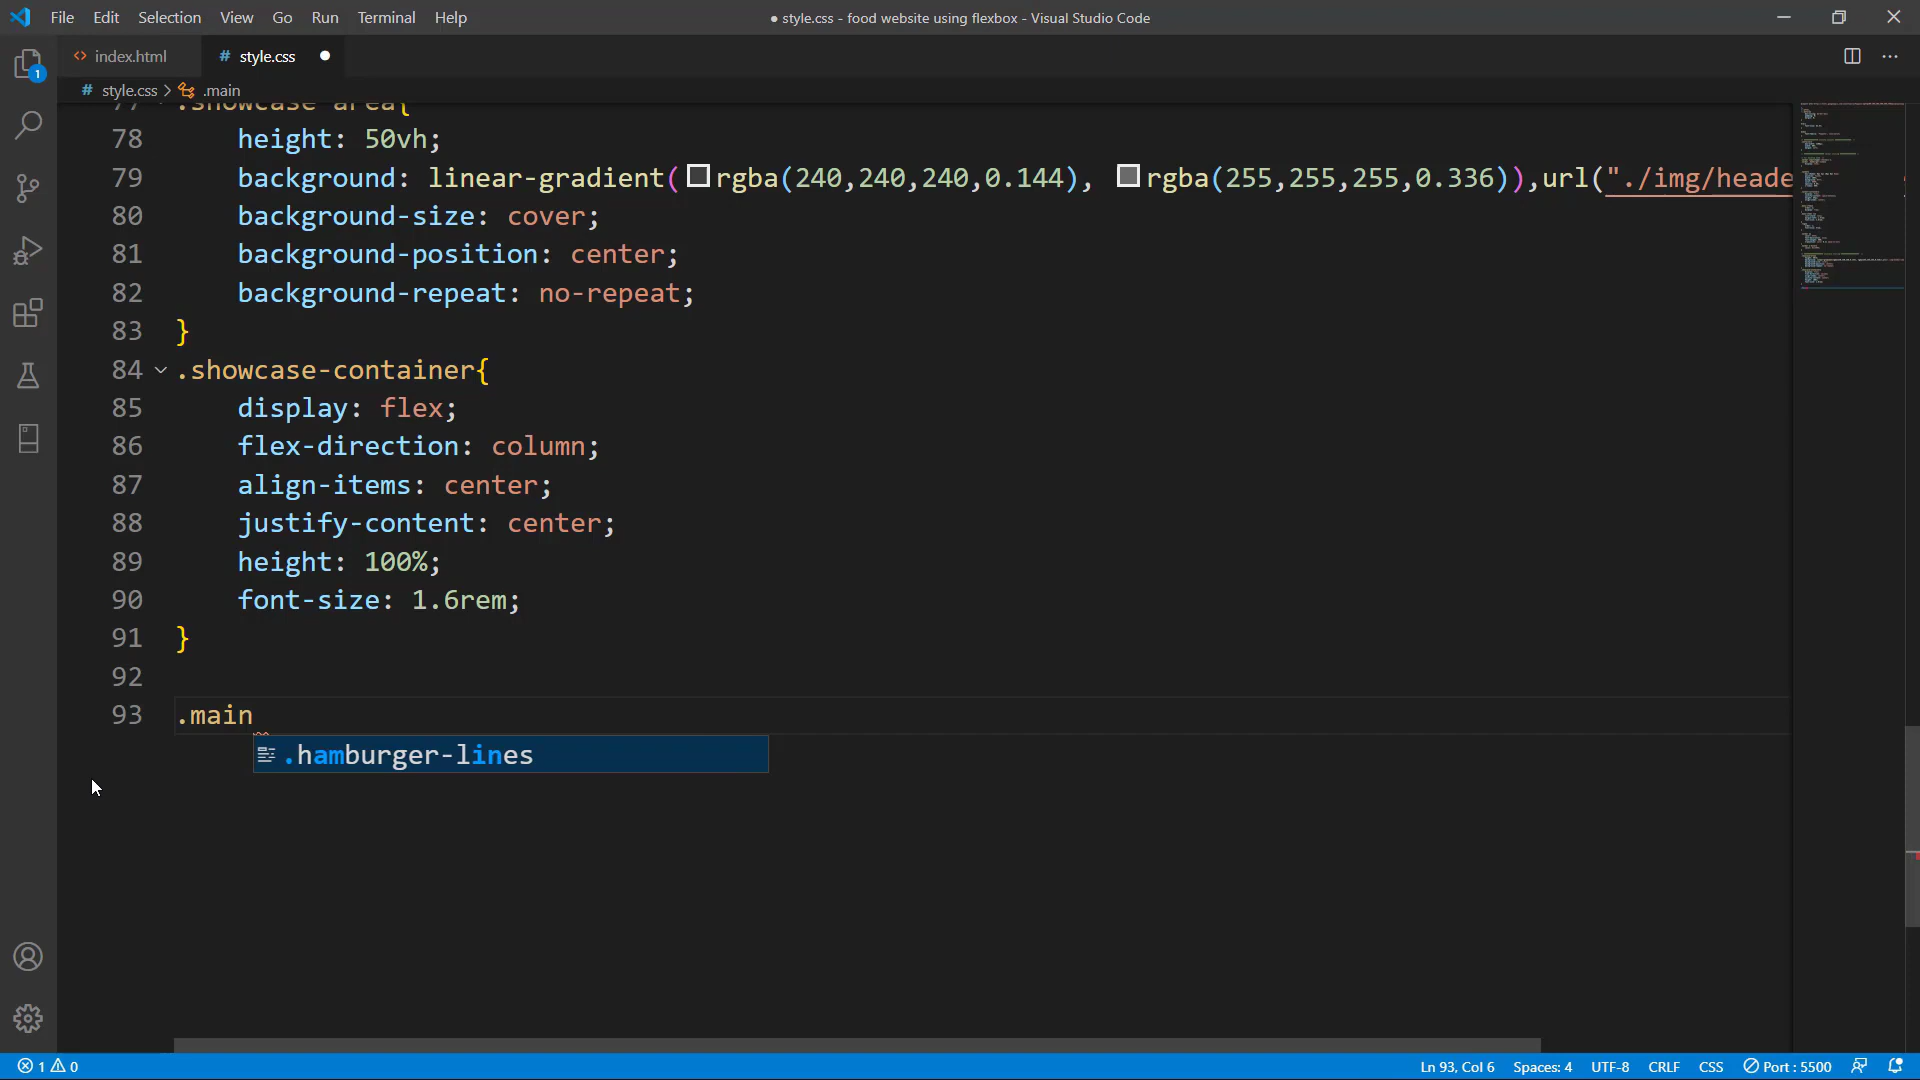 File Edit Selection View Go Run Terminal Help
● style.css - food website using flexbox - Visual Studio Code
index.html
# style.css
# style.css > .main
77 .showcase-area{
78 height: 50vh;
79 background: linear-gradient(rgba(240,240,240,0.144), rgba(255,255,255,0.336)),url("./img/heade
80 background-size: cover;
81 background-position: center;
82 background-repeat: no-repeat;
83 }
84 .showcase-container{
85 display: flex;
86 flex-direction: column;
87 align-items: center;
88 justify-content: center;
89 height: 100%;
90 font-size: 1.6rem;
91 }
92
93 .main
.hamburger-lines
1
1 0
Ln 93, Col 6 Spaces: 4 UTF-8 CRLF CSS Port : 5500